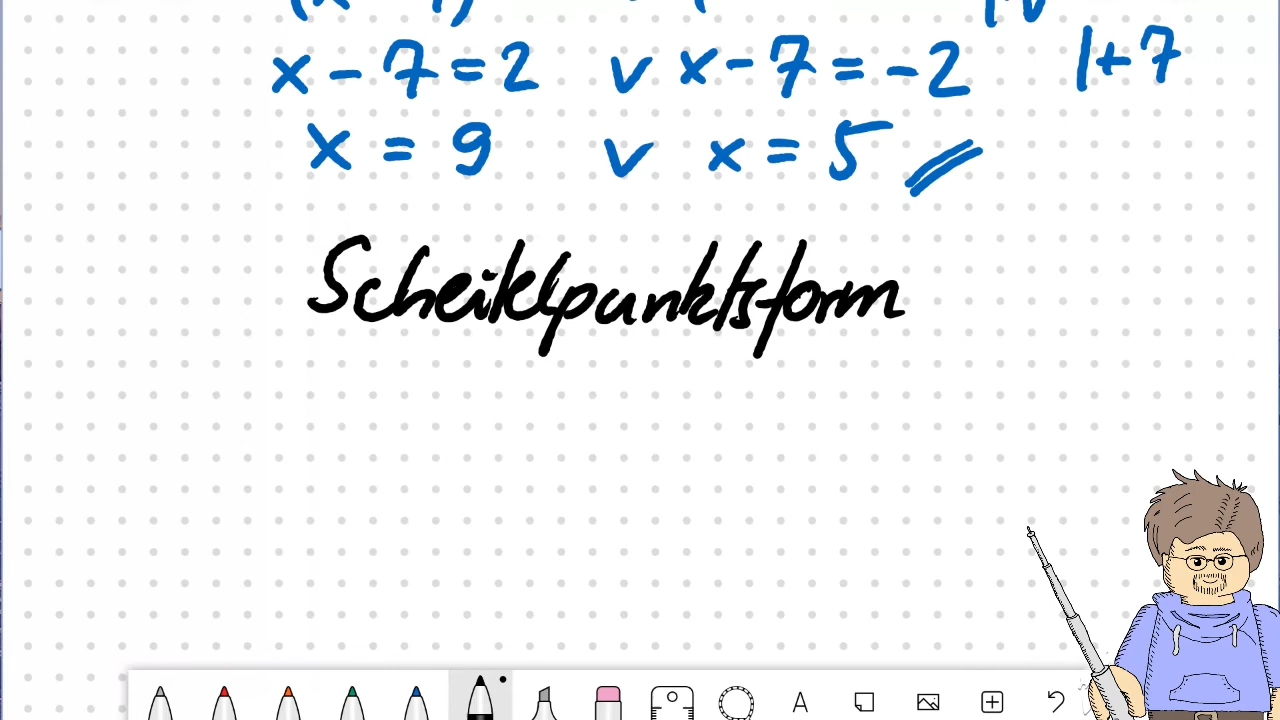 x - 7 = 2 v x - 7 = -2 |+7
x = 9 v x = 5
Scheitelpunktsform
A